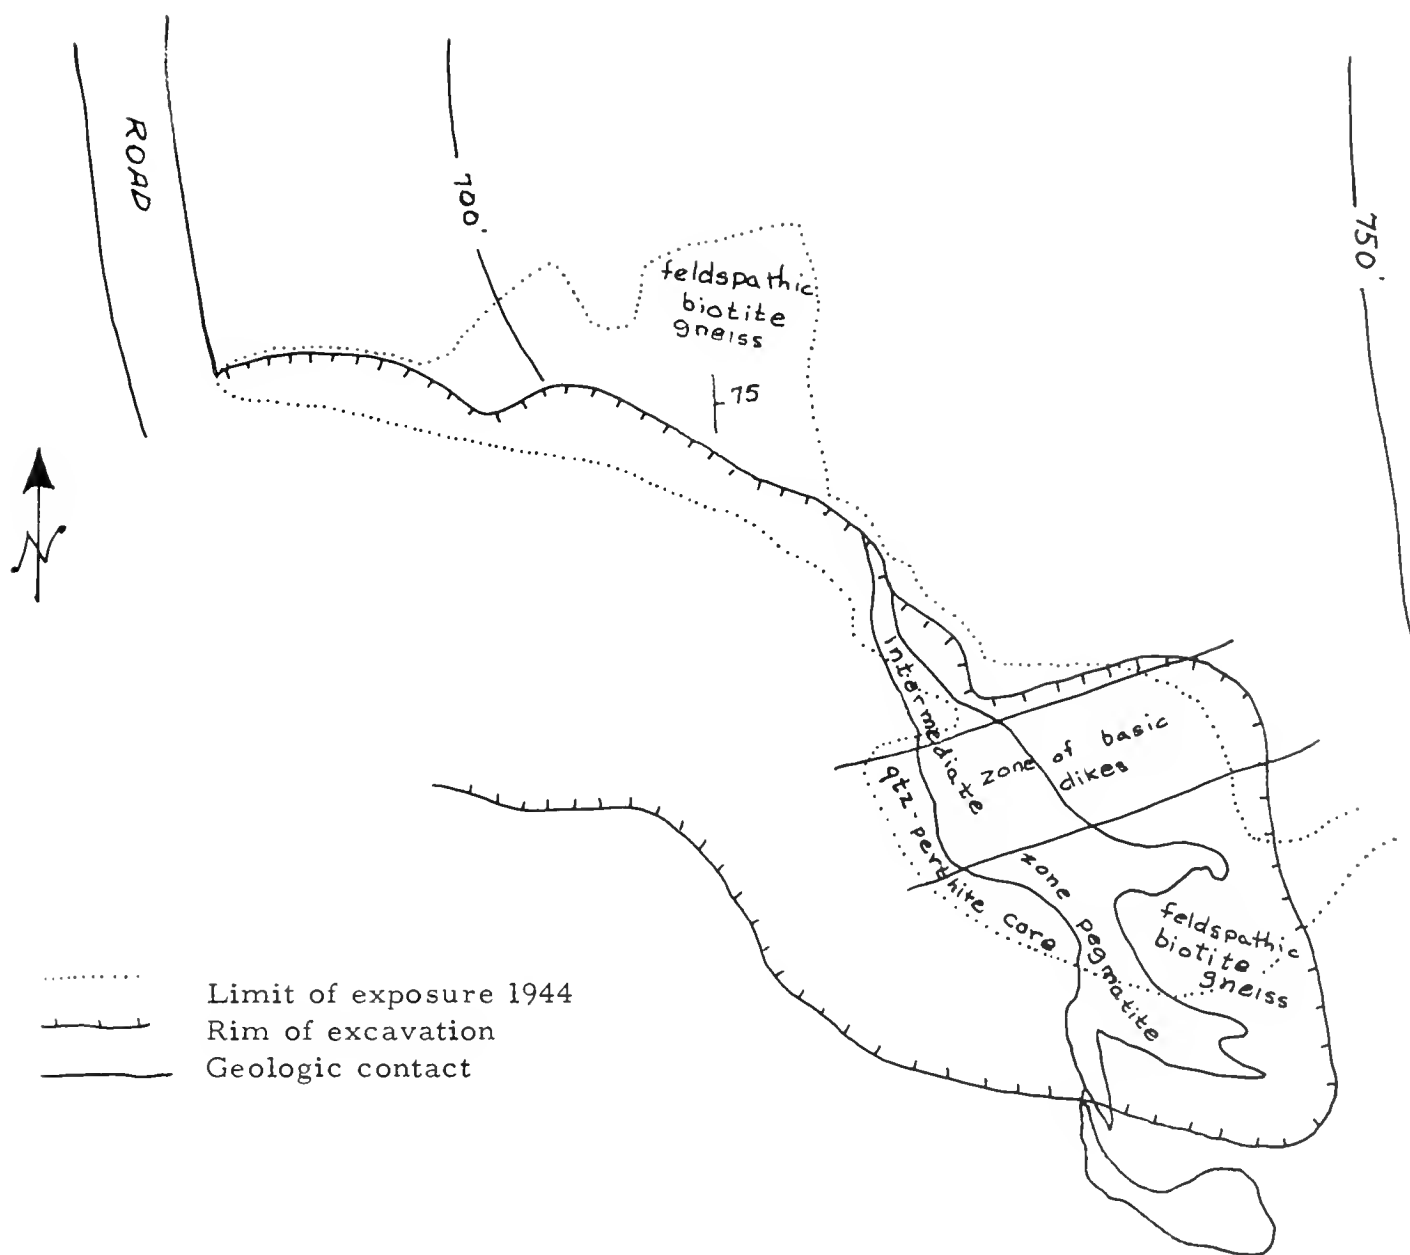 ROAD
700'
750'
feldspathic
biotite
gneiss
75
N
Intermediate
zone pegmatite
zone of basic
dikes
qtz-perthite core
feldspathic
biotite
gneiss
Limit of exposure 1944
Rim of excavation
Geologic contact